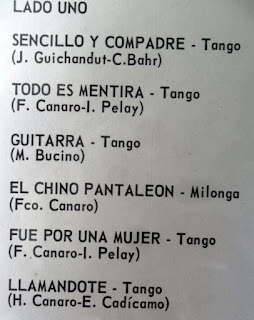 LADO UNO
SENCILLO Y COMPADRE - Tango
(J. Guichandut-C.Bahr)
TODO ES MENTIRA - Tango
(F. Canaro-I. Pelay)
GUITARRA - Tango
(M. Bucino)
EL CHINO PANTALEON - Milonga
(Fco. Canaro)
FUE POR UNA MUJER - Tango
(F. Canaro-I. Pelay)
LLAMANDOTE - Tango
(H. Canaro-E. Cadícamo)